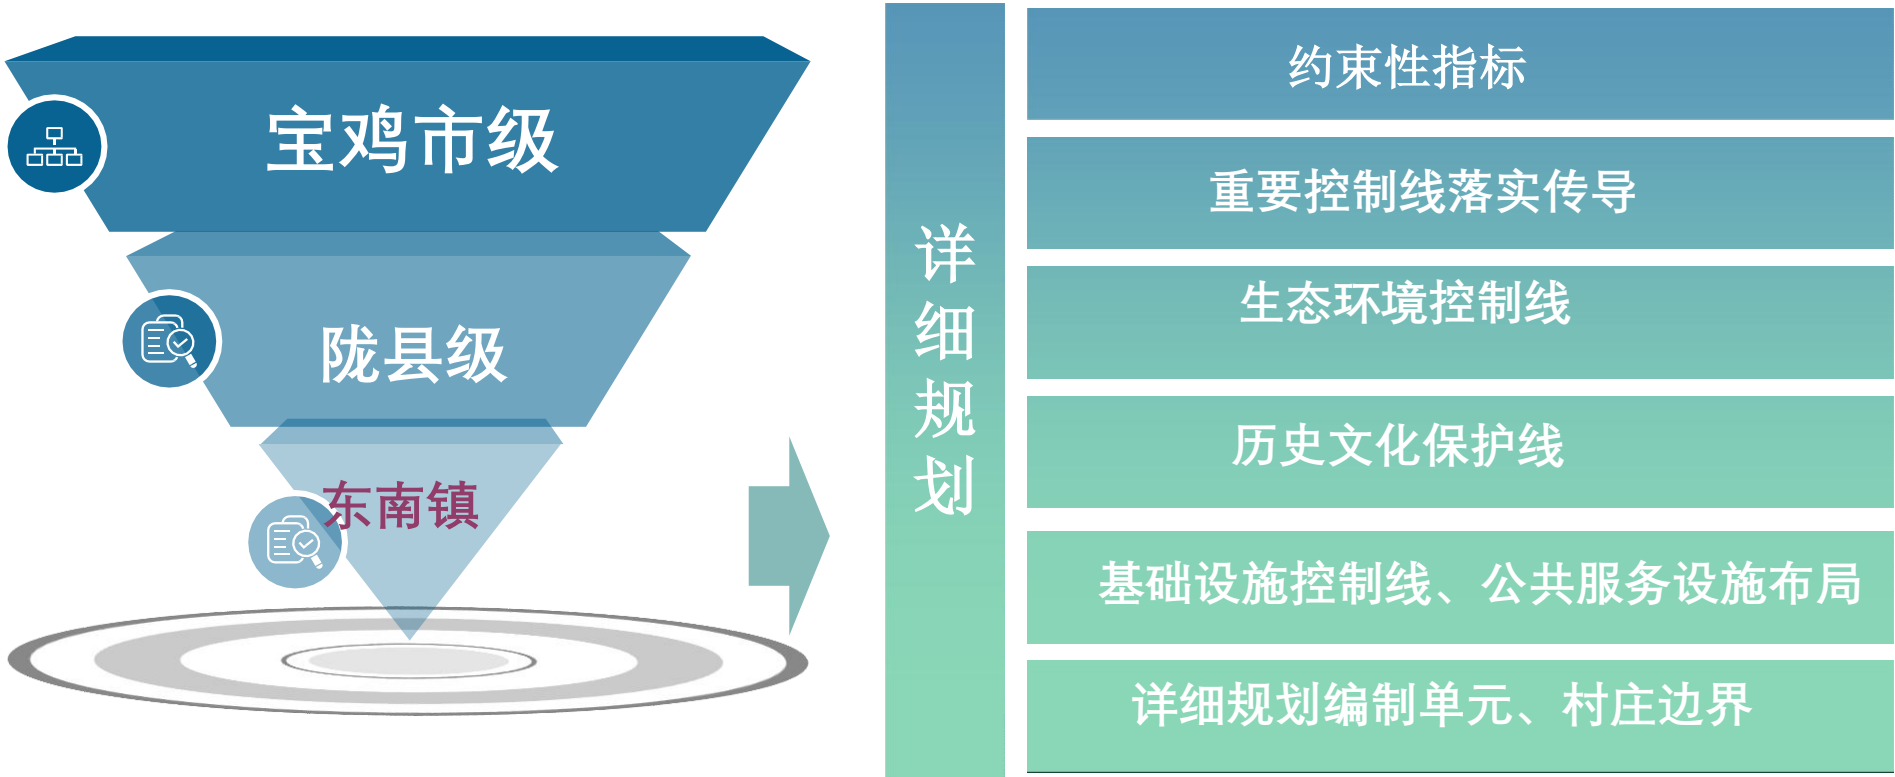 宝鸡市级
陇县级
东南镇
详细规划
约束性指标
重要控制线落实传导
生态环境控制线
历史文化保护线
基础设施控制线、公共服务设施布局
详细规划编制单元、村庄边界